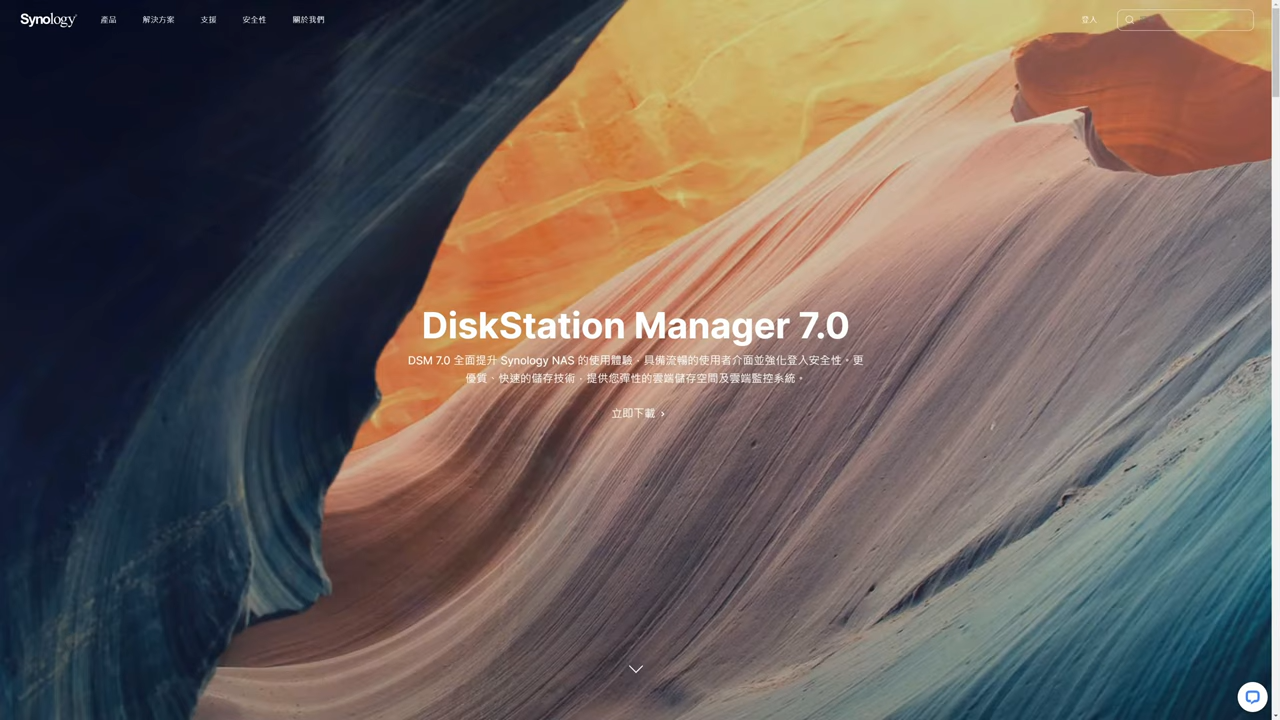 Synology
產品
解決方案
支援
安全性
關於我們
登入
DiskStation Manager 7.0
DSM 7.0 全面提升 Synology NAS 的使用體驗，具備流暢的使用者介面並強化登入安全性。更
優質、快速的儲存技術，提供您彈性的雲端儲存空間及雲端監控系統。
立即下載 ›